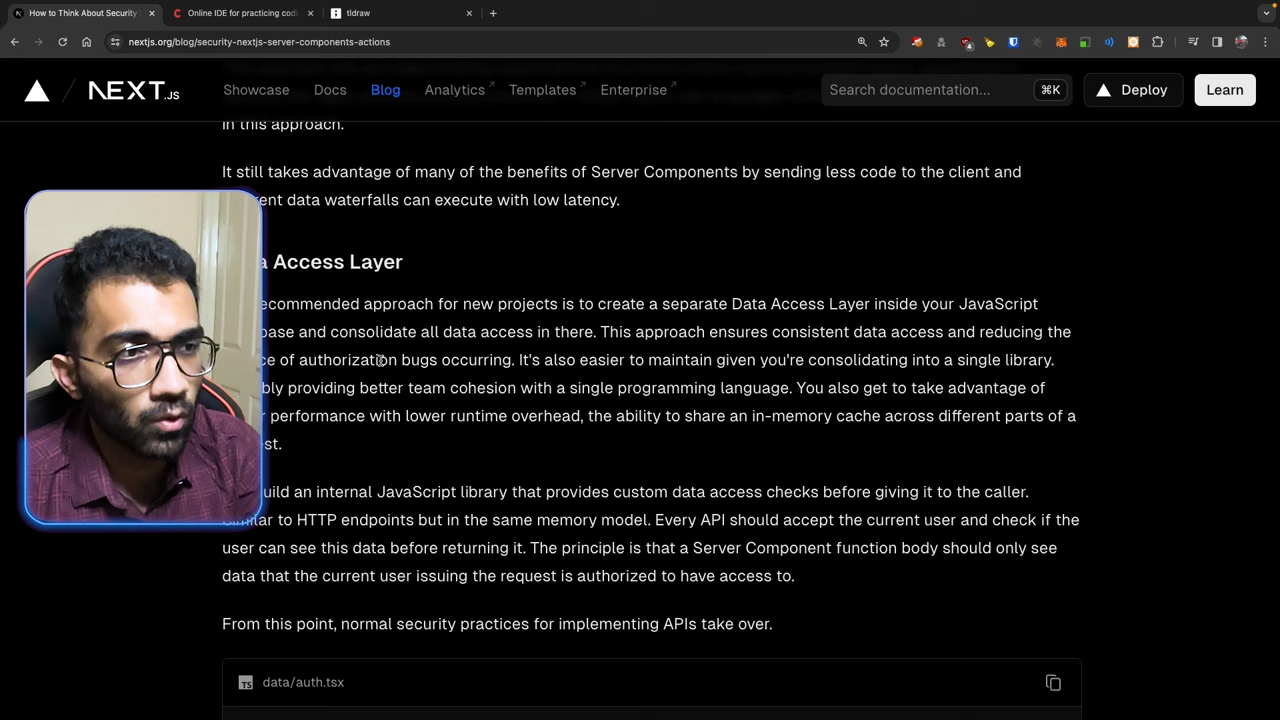 How to Think About Security
Online IDE for practicing codi
tldraw
nextjs.org/blog/security-nextjs-server-components-actions
NEXT.JS
Showcase
Docs
Blog
Analytics
Templates
Enterprise
Search documentation...
⌘K
Deploy
Learn
in this approach.
It still takes advantage of many of the benefits of Server Components by sending less code to the client and
data waterfalls can execute with low latency.
Access Layer
approach for new projects is to create a separate Data Access Layer inside your JavaScript
and consolidate all data access in there. This approach ensures consistent data access and reducing the
of authorization bugs occurring. It's also easier to maintain given you're consolidating into a single library.
providing better team cohesion with a single programming language. You also get to take advantage of
performance with lower runtime overhead, the ability to share an in-memory cache across different parts of a
an internal JavaScript library that provides custom data access checks before giving it to the caller.
Similar to HTTP endpoints but in the same memory model. Every API should accept the current user and check if the
user can see this data before returning it. The principle is that a Server Component function body should only see
data that the current user issuing the request is authorized to have access to.
From this point, normal security practices for implementing APIs take over.
TS
data/auth.tsx